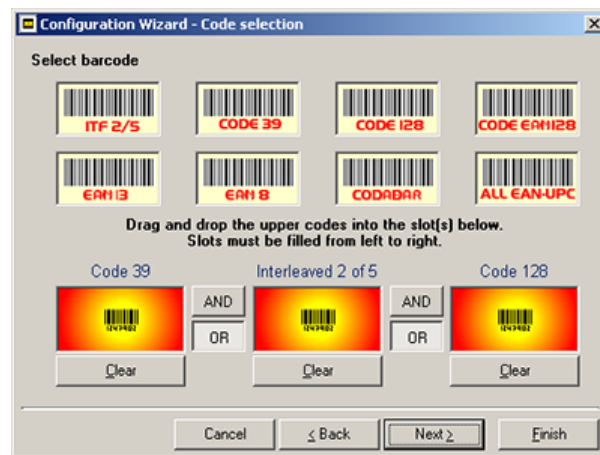 Configuration Wizard - Code selection
Select barcode
ITF 2/5 CODE 39 CODE 128 CODE EAN128
EAN 13 EAN 8 CODABAR ALL EAN-UPC
Drag and drop the upper codes into the slot(s) below.
Slots must be filled from left to right.
Code 39 Interleaved 2 of 5 Code 128
AND AND
OR OR
Clear Clear Clear
Cancel < Back Next > Finish